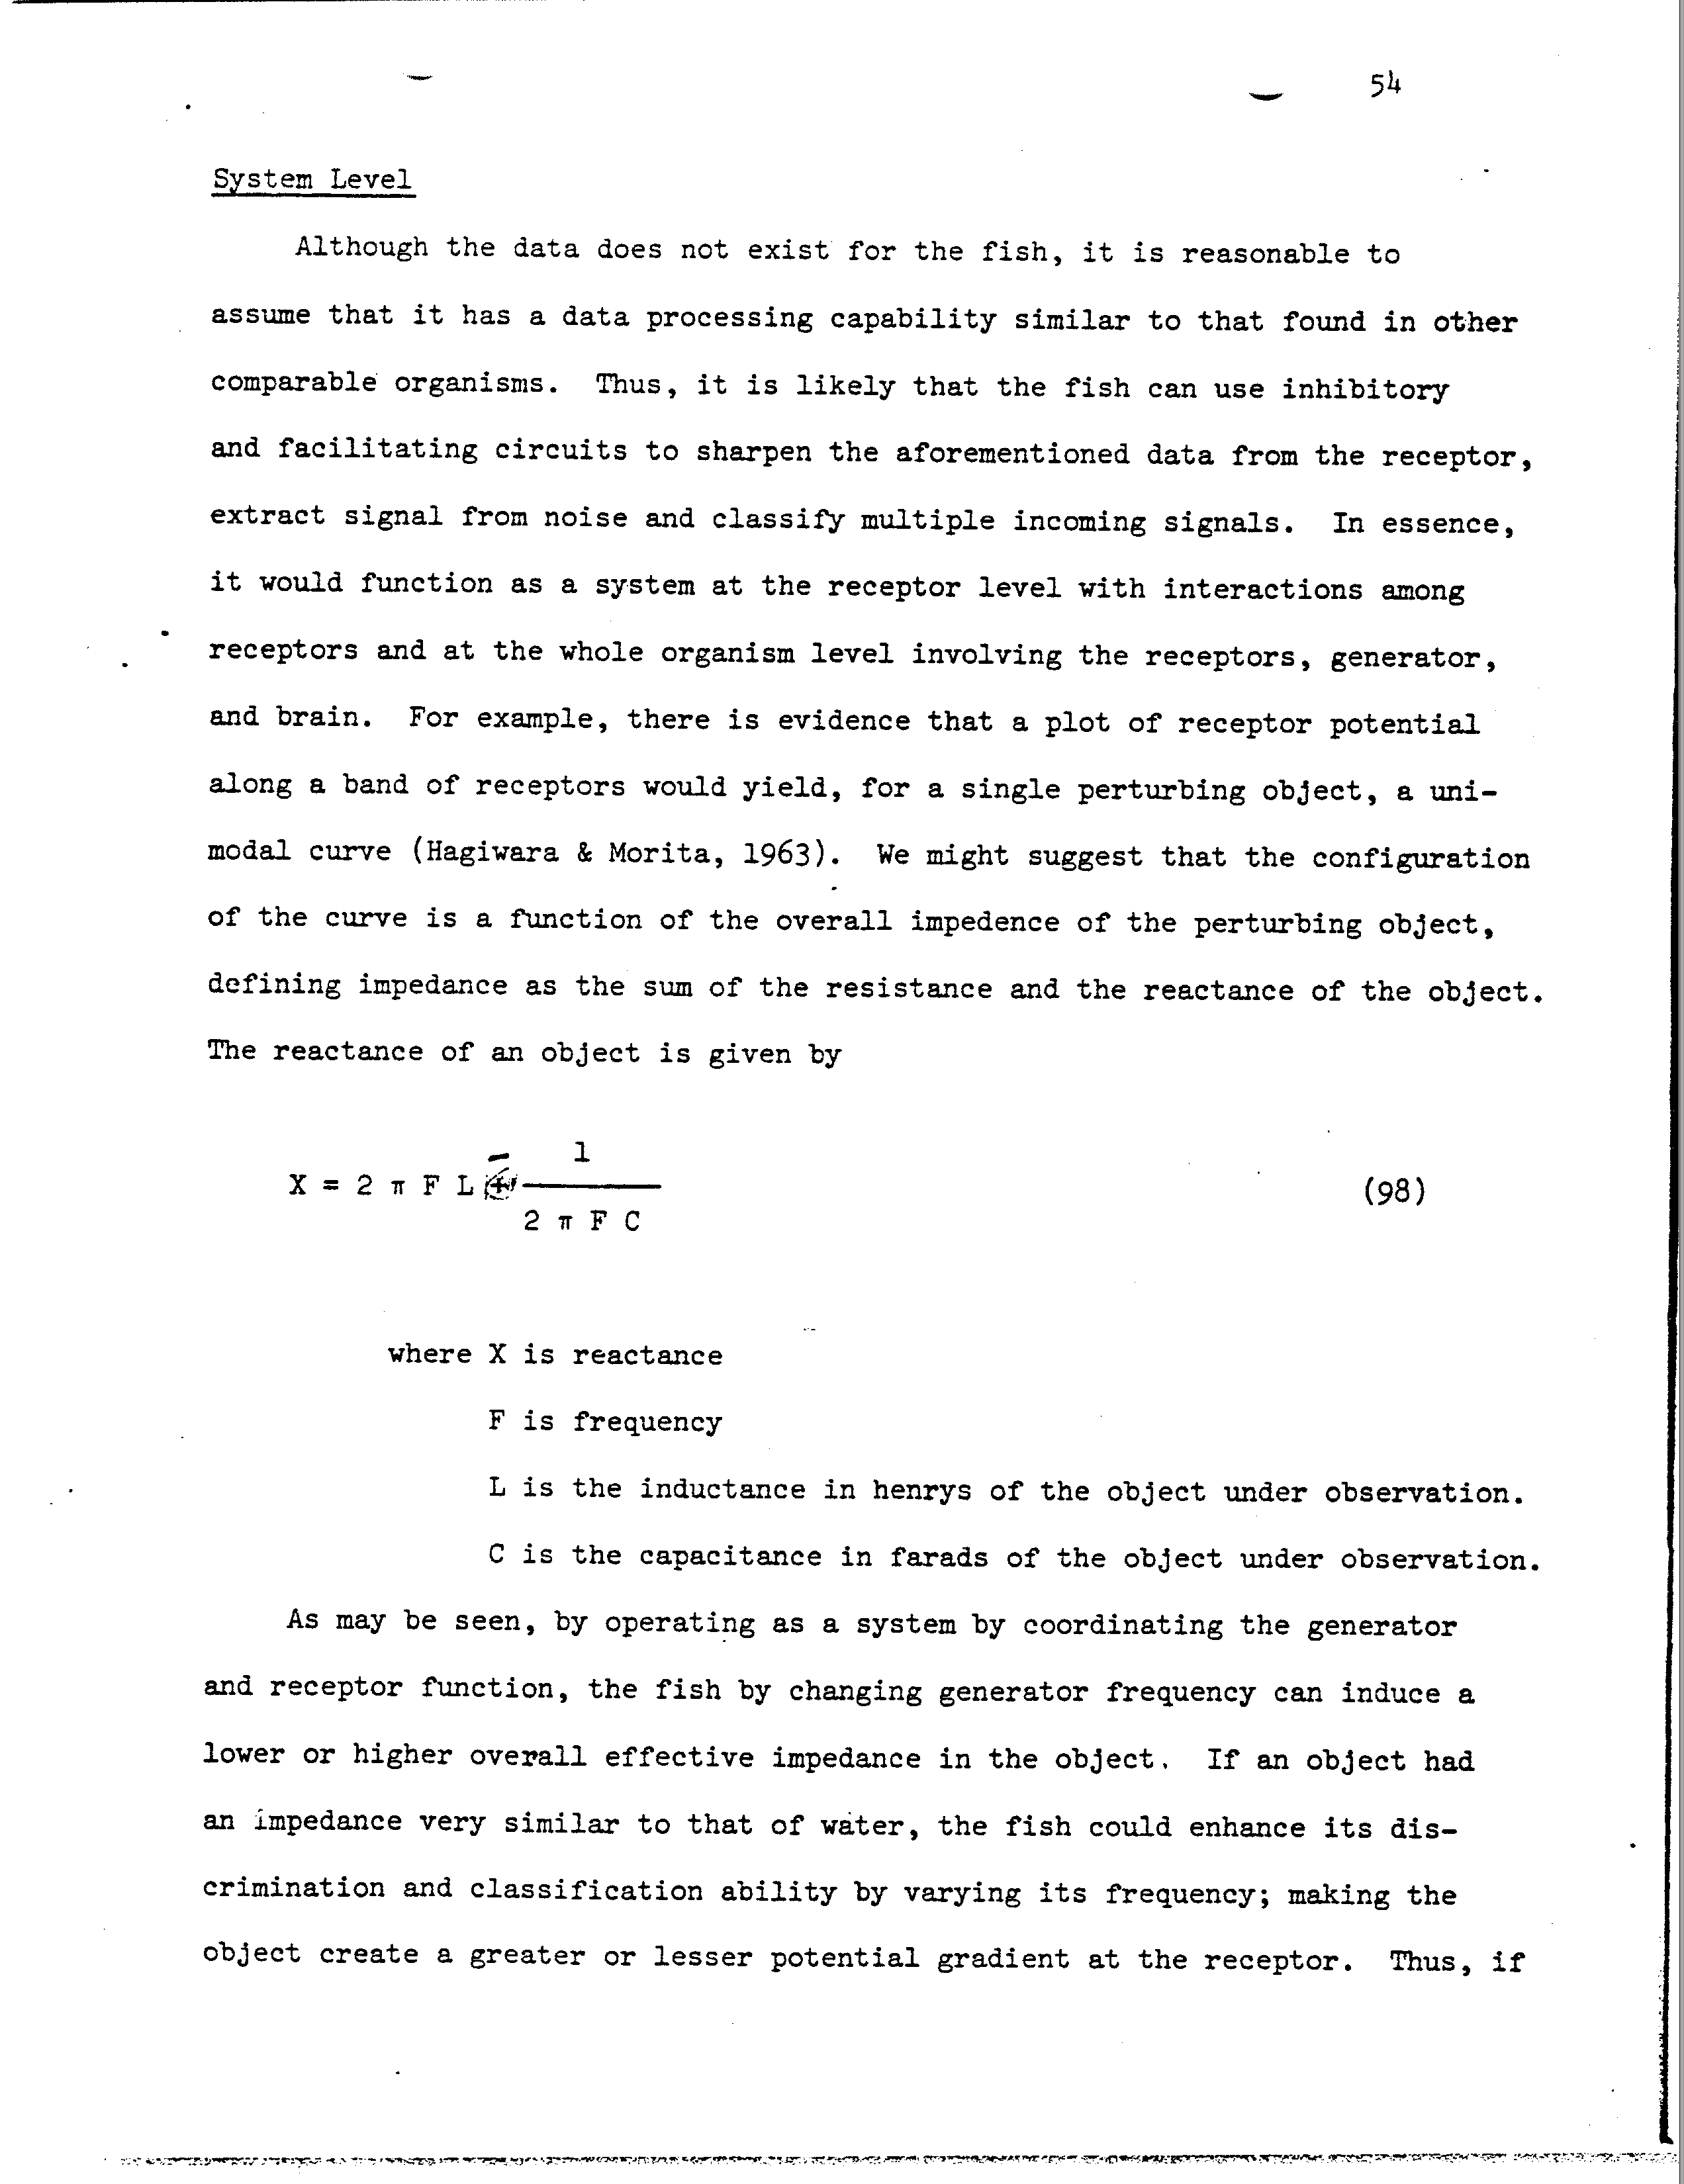 54
System Level
Although the data does not exist for the fish, it is reasonable to
assume that it has a data processing capability similar to that found in other
comparable organisms. Thus, it is likely that the fish can use inhibitory
and facilitating circuits to sharpen the aforementioned data from the receptor,
extract signal from noise and classify multiple incoming signals. In essence,
it would function as a system at the receptor level with interactions among
receptors and at the whole organism level involving the receptors, generator,
and brain. For example, there is evidence that a plot of receptor potential
along a band of receptors would yield, for a single perturbing object, a uni-
modal curve (Hagiwara & Morita, 1963). We might suggest that the configuration
of the curve is a function of the overall impedence of the perturbing object,
defining impedance as the sum of the resistance and the reactance of the object.
The reactance of an object is given by
1
X = 2 π F L - (98)
2 π F C
where X is reactance
F is frequency
L is the inductance in henrys of the object under observation.
C is the capacitance in farads of the object under observation.
As may be seen, by operating as a system by coordinating the generator
and receptor function, the fish by changing generator frequency can induce a
lower or higher overall effective impedance in the object. If an object had
an impedance very similar to that of water, the fish could enhance its dis-
crimination and classification ability by varying its frequency; making the
object create a greater or lesser potential gradient at the receptor. Thus, if